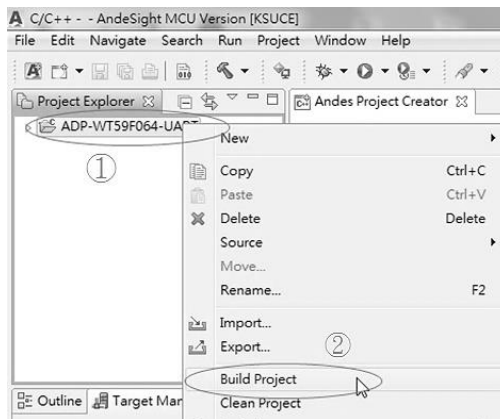 C/C++ - - AndeSight MCU Version [KSUCE]
File Edit Navigate Search Run Project Window Help
Project Explorer
Andes Project Creator
ADP-WT59F064-UART
①
New
Copy Ctrl+C
Paste Ctrl+V
Delete Delete
Source
Move...
Rename... F2
Import...
Export...
②
Build Project
Outline Target Mar
Clean Project